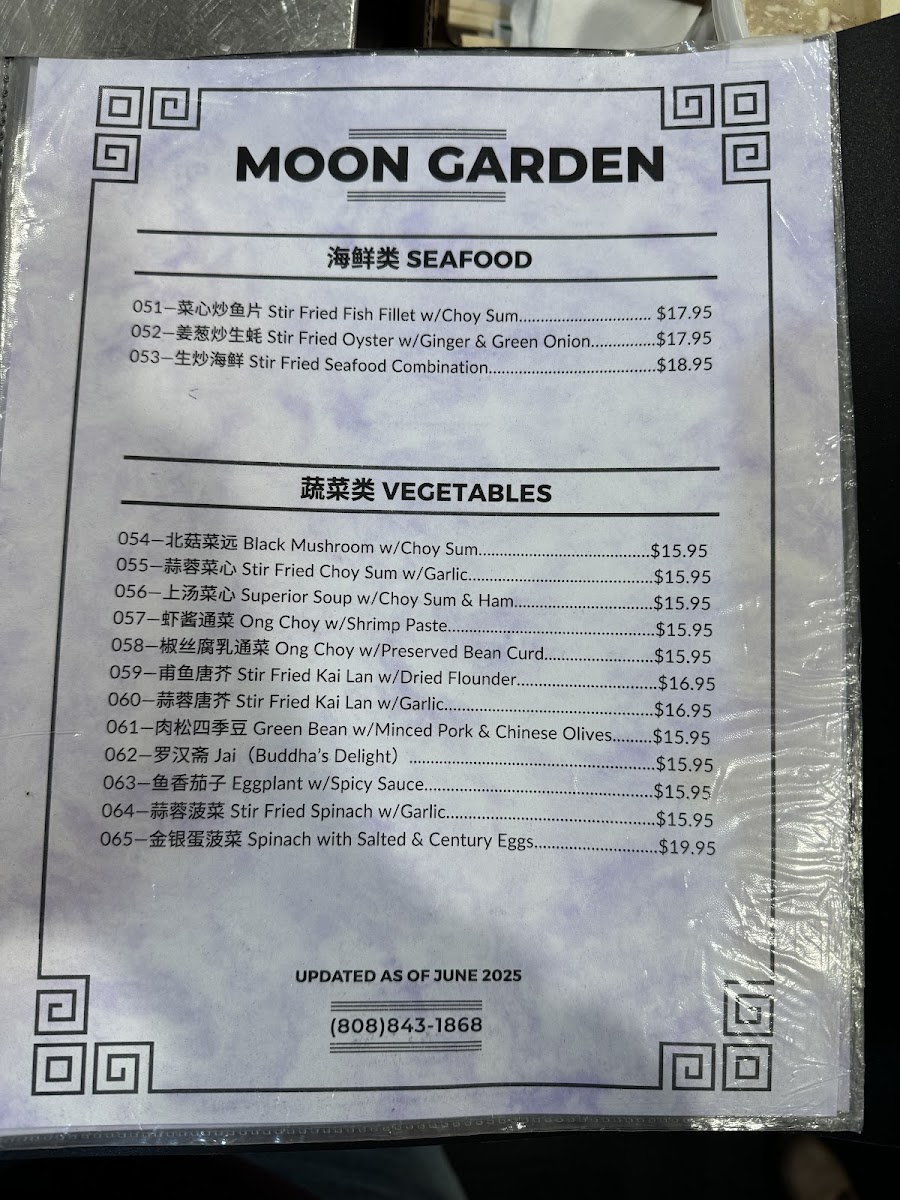 MOON GARDEN
海鲜类 SEAFOOD
051—菜心炒鱼片 Stir Fried Fish Fillet w/Choy Sum............................... $17.95
052—姜葱炒生蚝 Stir Fried Oyster w/Ginger & Green Onion...............$17.95
053—生炒海鲜 Stir Fried Seafood Combination.......................................$18.95
蔬菜类 VEGETABLES
054—北菇菜远 Black Mushroom w/Choy Sum.........................................$15.95
055—蒜蓉菜心 Stir Fried Choy Sum w/Garlic............................................$15.95
056—上汤菜心 Superior Soup w/Choy Sum & Ham.................................$15.95
057—虾酱通菜 Ong Choy w/Shrimp Paste.................................................$15.95
058—椒丝腐乳通菜 Ong Choy w/Preserved Bean Curd..........................$15.95
059—甫鱼唐芥 Stir Fried Kai Lan w/Dried Flounder.................................$16.95
060—蒜蓉唐芥 Stir Fried Kai Lan w/Garlic..................................................$16.95
061—肉松四季豆 Green Bean w/Minced Pork & Chinese Olives.........$15.95
062—罗汉斋 Jai（Buddha's Delight） ..........................................................$15.95
063—鱼香茄子 Eggplant w/Spicy Sauce......................................................$15.95
064—蒜蓉菠菜 Stir Fried Spinach w/Garlic.................................................$15.95
065—金银蛋菠菜 Spinach with Salted & Century Eggs.............................$19.95
UPDATED AS OF JUNE 2025
(808)843-1868